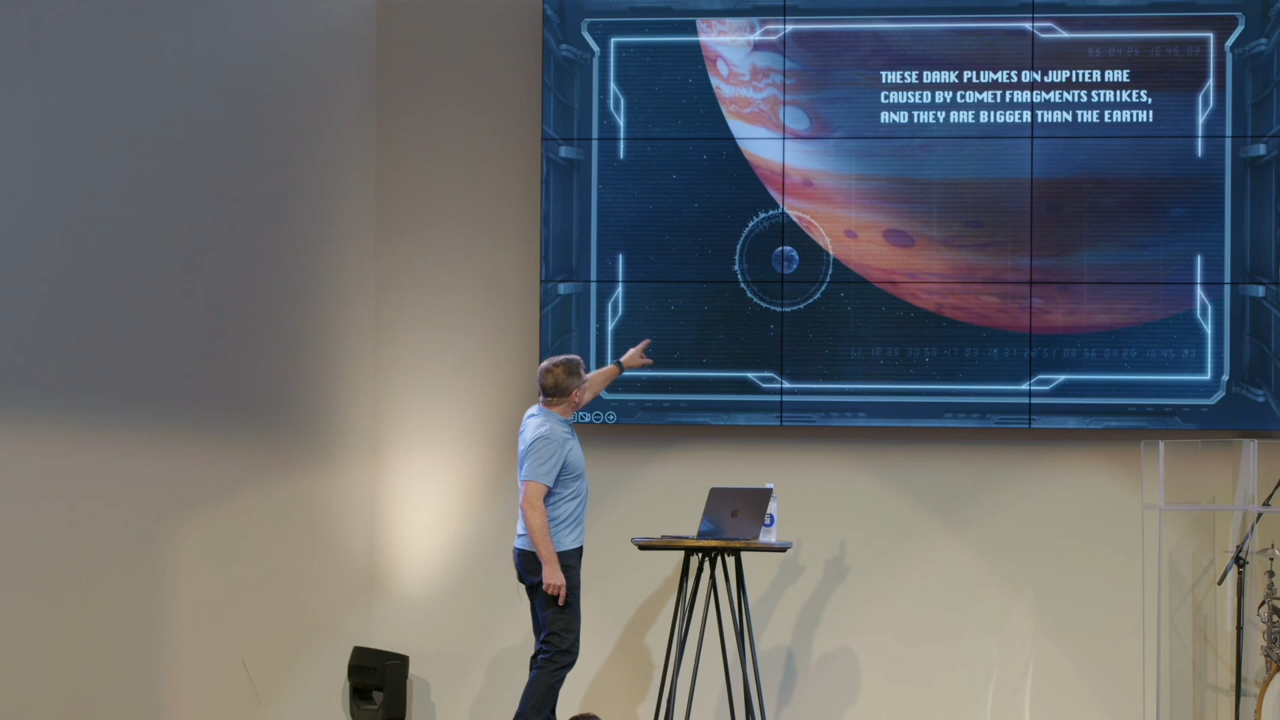 THESE DARK PLUMES ON JUPITER ARE
CAUSED BY COMET FRAGMENTS STRIKES,
AND THEY ARE BIGGER THAN THE EARTH!